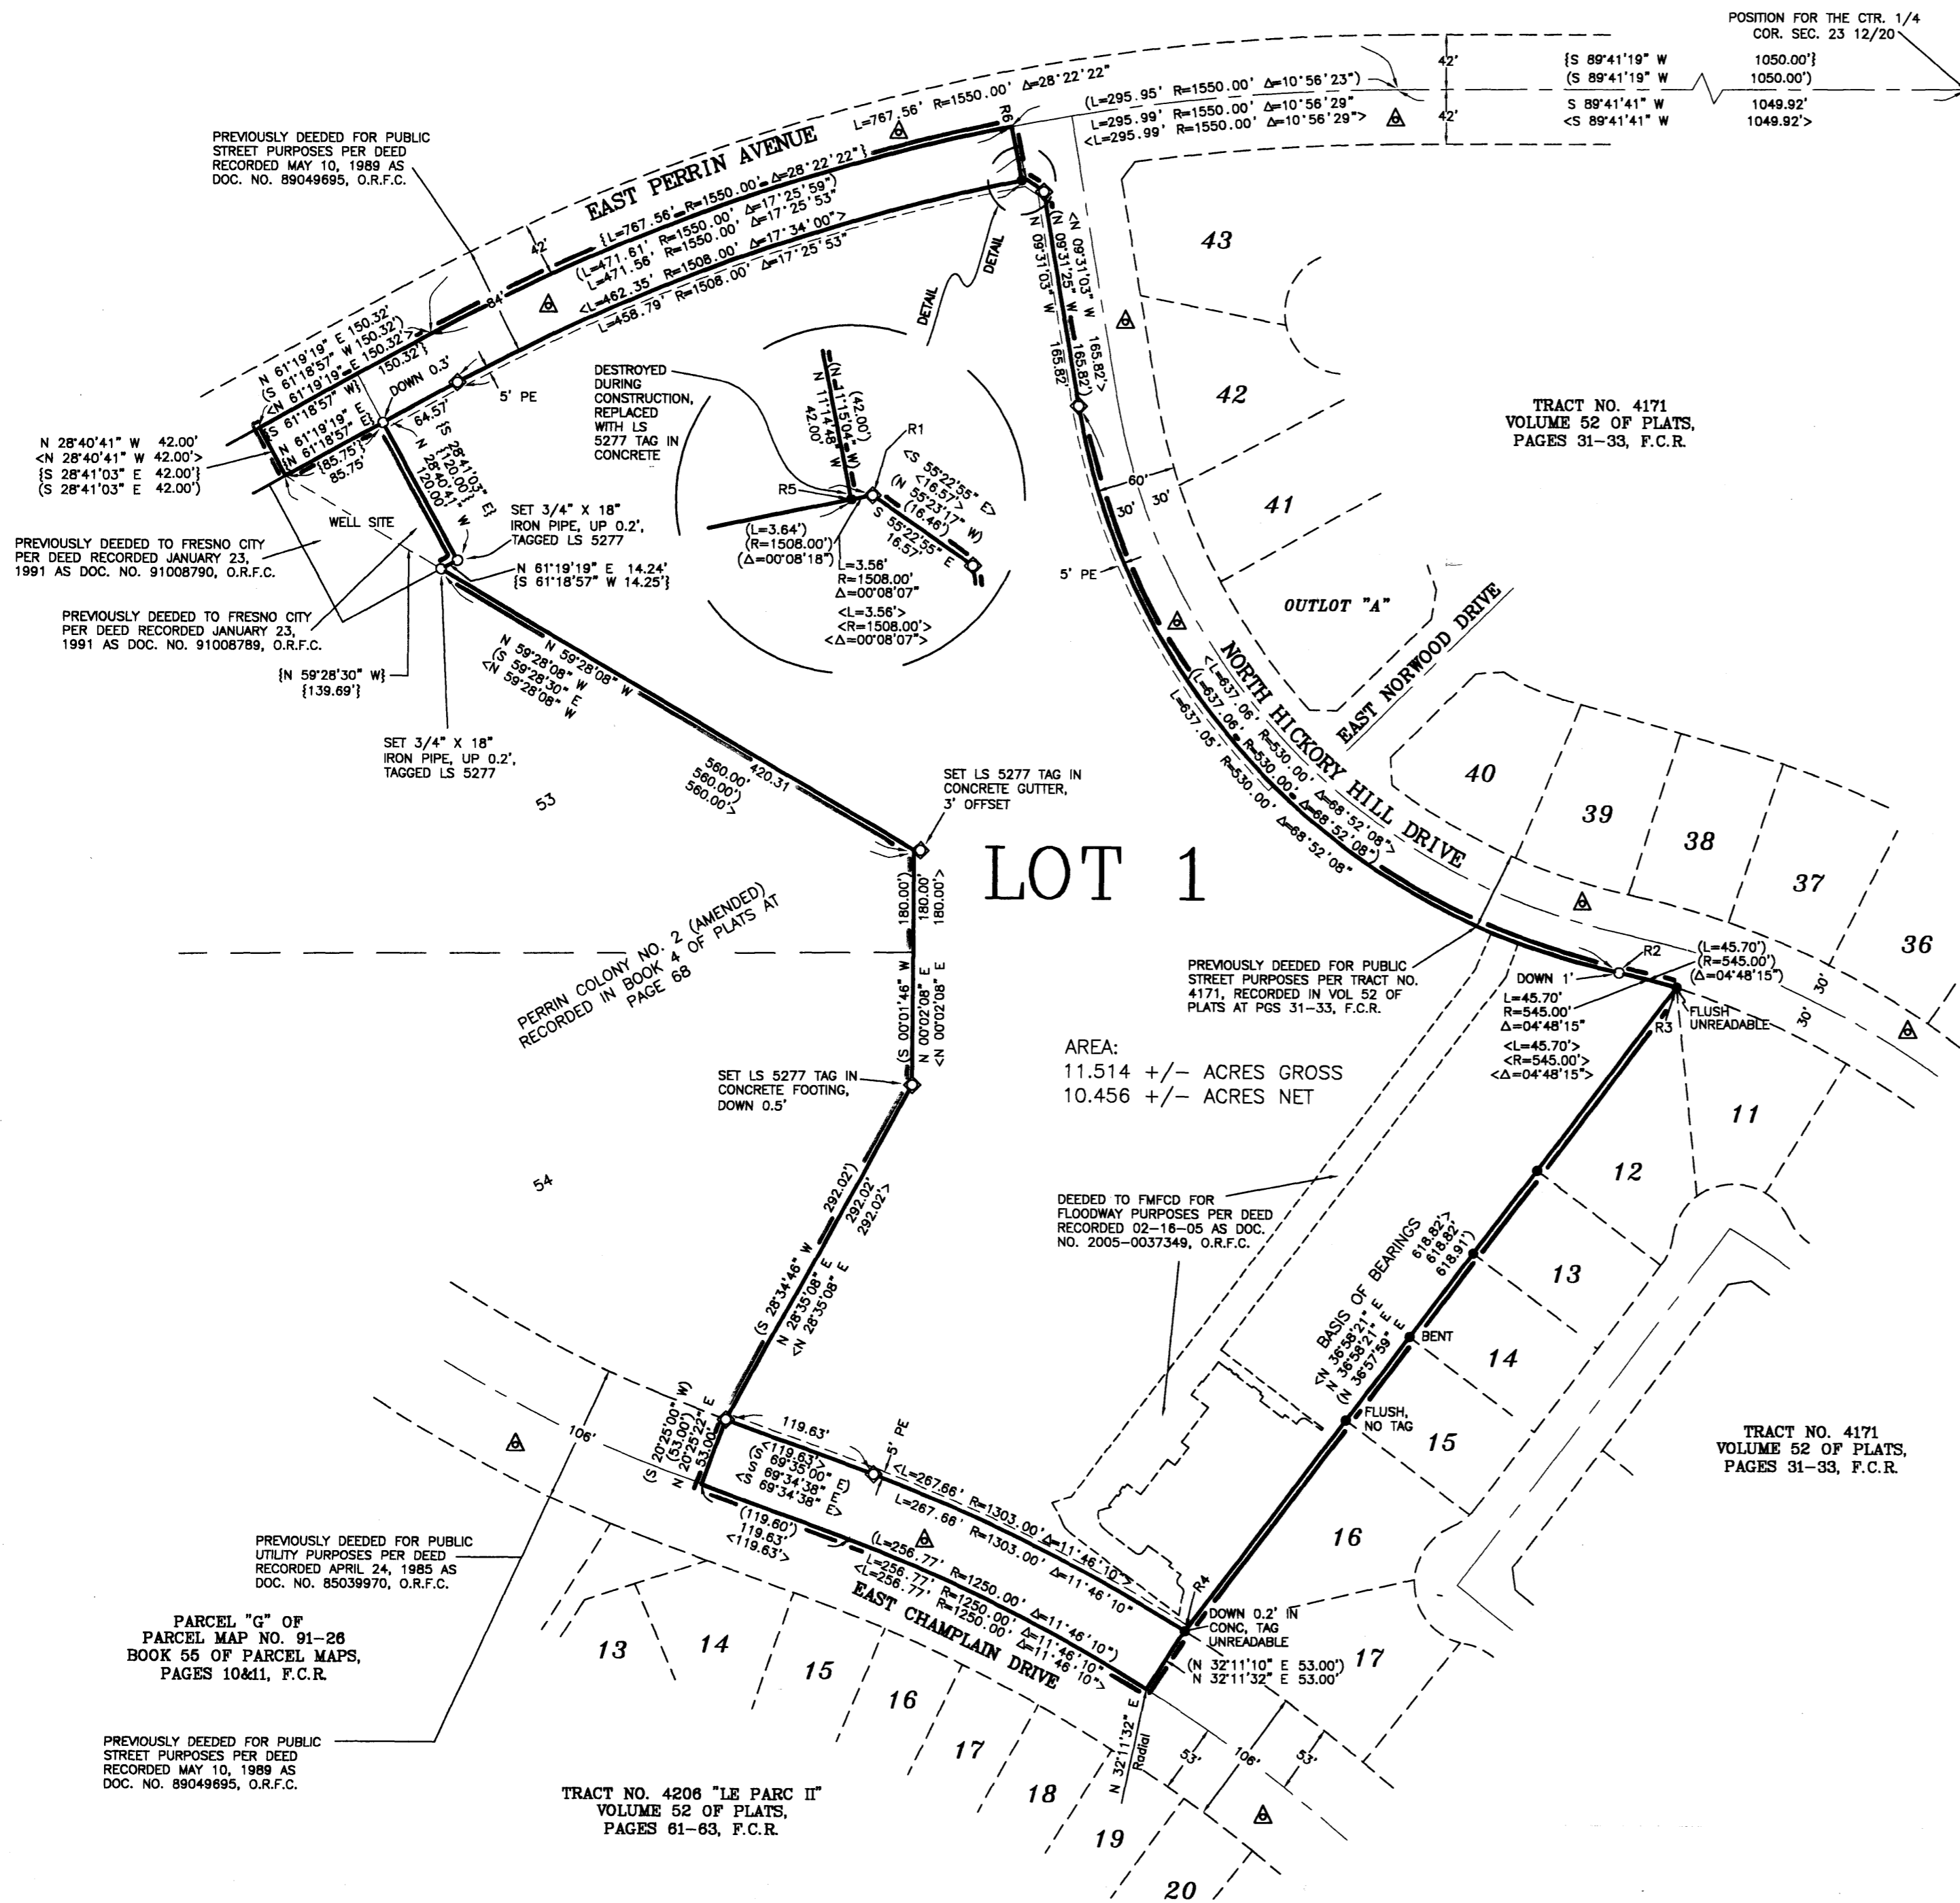 POSITION FOR THE CTR. 1/4
COR. SEC. 23 12/20
{S 89°41'19" W 1050.00'}
(S 89°41'19" W 1050.00')
S 89°41'41" W 1049.92'
<S 89°41'41" W 1049.92'>
42'
42'
L=767.56' R=1550.00' Δ=28°22'22"
(L=295.95' R=1550.00' Δ=10°56'23")
L=295.99' R=1550.00' Δ=10°56'29"
<L=295.99' R=1550.00' Δ=10°56'29">
R6
PREVIOUSLY DEEDED FOR PUBLIC
STREET PURPOSES PER DEED
RECORDED MAY 10, 1989 AS
DOC. NO. 89049695, O.R.F.C.
EAST PERRIN AVENUE
42'
84'
{L=767.56' R=1550.00' Δ=28°22'22"}
(L=471.61' R=1550.00' Δ=17°25'59")
L=471.56' R=1550.00' Δ=17°25'53"
<L=462.35' R=1508.00' Δ=17°34'00">
L=458.79' R=1508.00' Δ=17°25'53"
N 61°19'19" E 150.32'
(S 61°18'57" W 150.32')
<N 61°19'19" E 150.32'>
{S 61°18'57" W} 150.32'}
N 61°19'19" E
{N 61°18'57" E}
{85.75'}
85.75'
DOWN 0.3'
64.57'
5' PE
N 28°40'41" W 42.00'
<N 28°40'41" W 42.00'>
{S 28°41'03" E 42.00'}
(S 28°41'03" E 42.00')
{S 28°41'03" E}
{120.00'}
N 28°40'41" W
120.00'
WELL SITE
PREVIOUSLY DEEDED TO FRESNO CITY
PER DEED RECORDED JANUARY 23,
1991 AS DOC. NO. 91008790, O.R.F.C.
SET 3/4" X 18"
IRON PIPE, UP 0.2',
TAGGED LS 5277
N 61°19'19" E 14.24'
{S 61°18'57" W 14.25'}
PREVIOUSLY DEEDED TO FRESNO CITY
PER DEED RECORDED JANUARY 23,
1991 AS DOC. NO. 91008789, O.R.F.C.
{N 59°28'30" W}
{139.69'}
SET 3/4" X 18"
IRON PIPE, UP 0.2',
TAGGED LS 5277
N 59°28'08" W
N 59°28'08" W
(S 59°28'30" E
<N 59°28'08" W
420.31
560.00'
560.00')
560.00'>
DETAIL
DETAIL
DESTROYED
DURING
CONSTRUCTION,
REPLACED
WITH LS
5277 TAG IN
CONCRETE
(42.00')
(N 11°15'04" W)
N 11°14'48" W
42.00'
R1
R5
<S 55°22'55" E>
<16.57'>
(N 55°23'17" W)
(16.46')
S 55°22'55" E
16.57'
(L=3.64')
(R=1508.00')
(Δ=00°08'18")
L=3.56'
R=1508.00'
Δ=00°08'07"
<L=3.56'>
<R=1508.00'>
<Δ=00°08'07">
<N 09°31'03" W 165.82'>
(N 09°31'25" W 165.82')
N 09°31'03" W 165.82'
60'
30'
30'
5' PE
43
42
41
TRACT NO. 4171
VOLUME 52 OF PLATS,
PAGES 31-33, F.C.R.
OUTLOT "A"
EAST NORWOOD DRIVE
NORTH HICKORY HILL DRIVE
<L=637.06' R=530.00' Δ=68°52'08">
(L=637.06' R=530.00' Δ=68°52'08")
L=637.05' R=530.00' Δ=68°52'08"
40
39
38
37
36
53
SET LS 5277 TAG IN
CONCRETE GUTTER,
3' OFFSET
LOT 1
180.00')
180.00'
180.00'>
(S 00°01'46" W
N 00°02'08" E
<N 00°02'08" E
PERRIN COLONY NO. 2 (AMENDED)
RECORDED IN BOOK 4 OF PLATS AT
PAGE 68
PREVIOUSLY DEEDED FOR PUBLIC
STREET PURPOSES PER TRACT NO.
4171, RECORDED IN VOL 52 OF
PLATS AT PGS 31-33, F.C.R.
DOWN 1'
R2
(L=45.70')
(R=545.00')
(Δ=04°48'15")
L=45.70'
R=545.00'
Δ=04°48'15"
<L=45.70'>
<R=545.00'>
<Δ=04°48'15">
FLUSH
UNREADABLE
R3
30'
30'
AREA:
11.514 +/- ACRES GROSS
10.456 +/- ACRES NET
SET LS 5277 TAG IN
CONCRETE FOOTING,
DOWN 0.5'
54
292.02')
292.02'
292.02'>
(S 28°34'46" W
N 28°35'08" E
<N 28°35'08" E
DEEDED TO FMFCD FOR
FLOODWAY PURPOSES PER DEED
RECORDED 02-16-05 AS DOC.
NO. 2005-0037349, O.R.F.C.
BASIS OF BEARINGS
<N 36°58'21" E 618.82'>
N 36°58'21" E 618.82'
(N 36°57'59" E 618.91')
BENT
FLUSH,
NO TAG
11
12
13
14
15
16
17
TRACT NO. 4171
VOLUME 52 OF PLATS,
PAGES 31-33, F.C.R.
106'
(S 20°25'00" W)
(53.00')
N 20°25'22" E
53.00'
119.63'
5' PE
<119.63'>
(S 69°35'00" E)
S 69°34'38" E
<S 69°34'38" E>
<L=267.66' R=1303.00' Δ=11°46'10">
L=267.66' R=1303.00' Δ=11°46'10"
(119.60')
119.63'
<119.63'>
(L=256.77' R=1250.00' Δ=11°46'10")
L=256.77' R=1250.00' Δ=11°46'10"
<L=256.77' R=1250.00' Δ=11°46'10">
EAST CHAMPLAIN DRIVE
R4
DOWN 0.2' IN
CONC, TAG
UNREADABLE
(N 32°11'10" E 53.00')
N 32°11'32" E 53.00'
N 32°11'32" E
Radial
53'
106'
53'
PREVIOUSLY DEEDED FOR PUBLIC
UTILITY PURPOSES PER DEED
RECORDED APRIL 24, 1985 AS
DOC. NO. 85039970, O.R.F.C.
PARCEL "G" OF
PARCEL MAP NO. 91-26
BOOK 55 OF PARCEL MAPS,
PAGES 10&11, F.C.R.
PREVIOUSLY DEEDED FOR PUBLIC
STREET PURPOSES PER DEED
RECORDED MAY 10, 1989 AS
DOC. NO. 89049695, O.R.F.C.
13
14
15
16
17
18
19
20
TRACT NO. 4206 "LE PARC II"
VOLUME 52 OF PLATS,
PAGES 61-63, F.C.R.